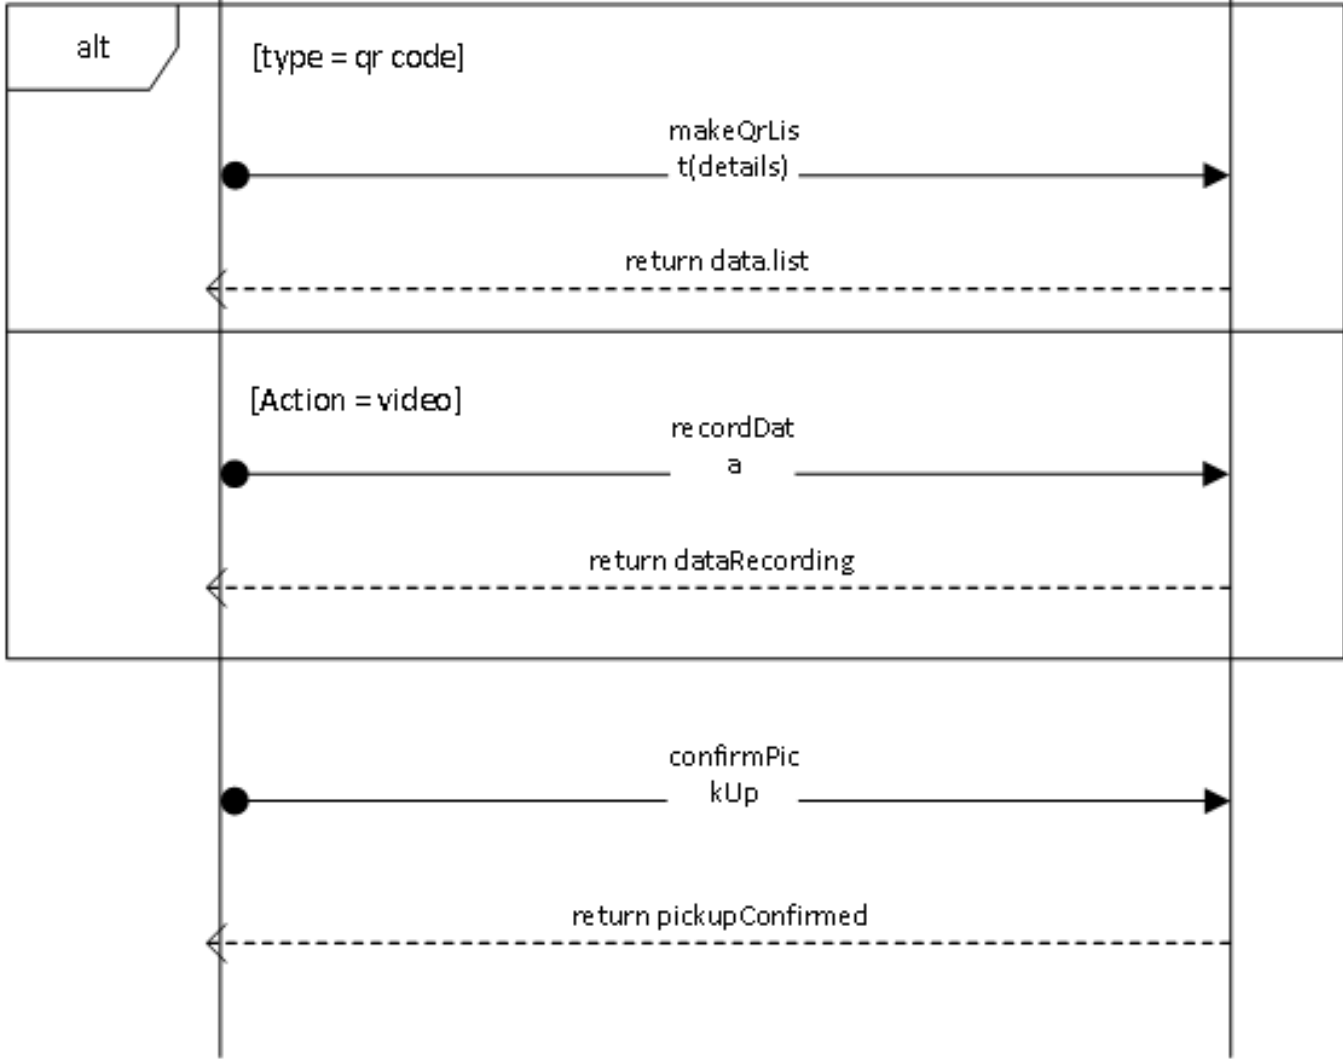 alt
[type = qr code]
makeQrLis
t(details)
return data.list
[Action = video]
recordDat
a
return dataRecording
confirmPic
kUp
return pickupConfirmed